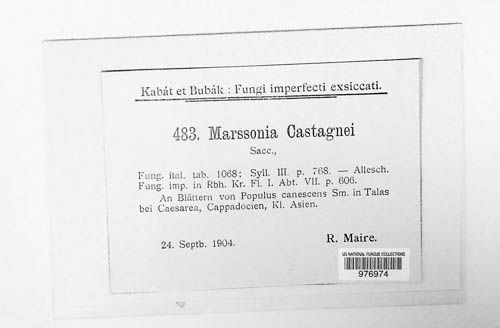 Kabát et Bubák : Fungi imperfecti exsiccati.
483. Marssonia Castagnei
Sacc.,
Fung. ital. tab. 1068; Syll. III. p. 768. — Allesch.
Fung. imp. in Rbh. Kr. Fl. I. Abt. VII. p. 606.
An Blättern von Populus canescens Sm. in Talas
bei Caesarea, Cappadocien, Kl. Asien.
24. Septb. 1904.
R. Maire.
US NATIONAL FUNGUS COLLECTIONS
976974